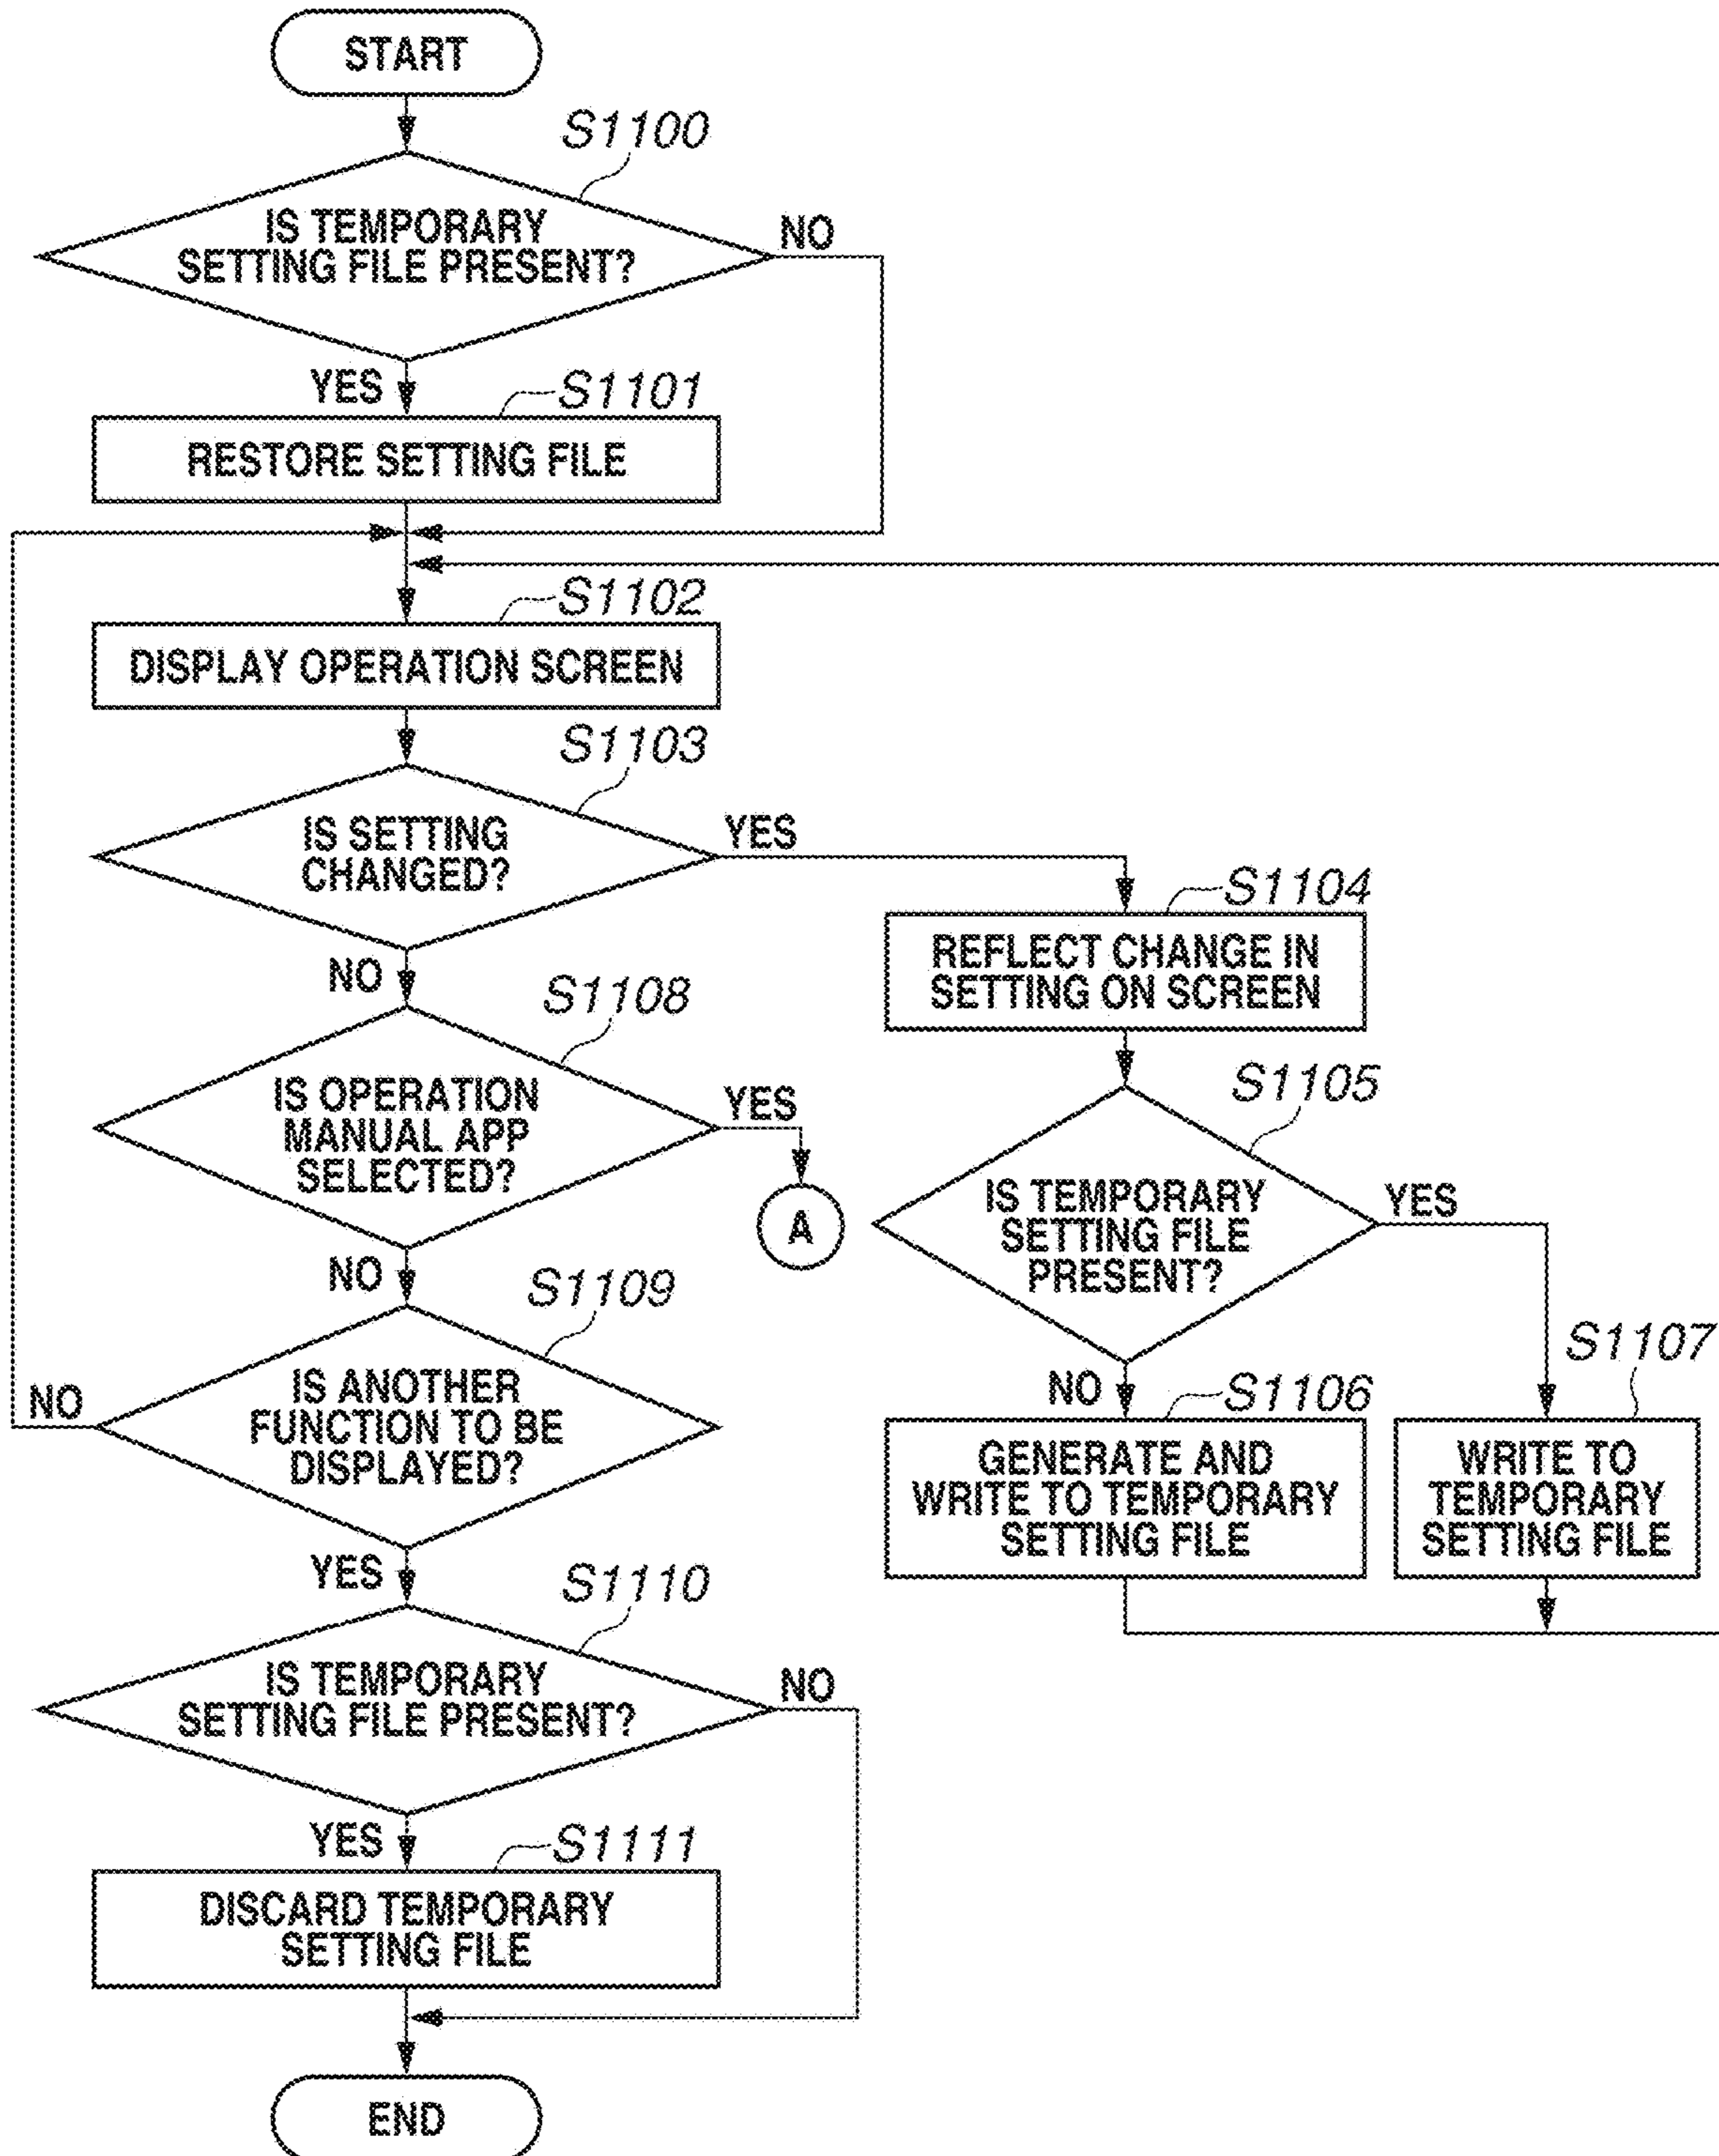 START
S1100
IS TEMPORARY
SETTING FILE PRESENT?
NO
YES
S1101
RESTORE SETTING FILE
S1102
DISPLAY OPERATION SCREEN
S1103
IS SETTING
CHANGED?
YES
NO
S1104
REFLECT CHANGE IN
SETTING ON SCREEN
S1108
IS OPERATION
MANUAL APP
SELECTED?
YES
A
NO
S1105
IS TEMPORARY
SETTING FILE
PRESENT?
YES
NO
S1106
GENERATE AND
WRITE TO TEMPORARY
SETTING FILE
S1107
WRITE TO
TEMPORARY
SETTING FILE
S1109
IS ANOTHER
FUNCTION TO BE
DISPLAYED?
NO
YES
S1110
IS TEMPORARY
SETTING FILE PRESENT?
NO
YES
S1111
DISCARD TEMPORARY
SETTING FILE
END